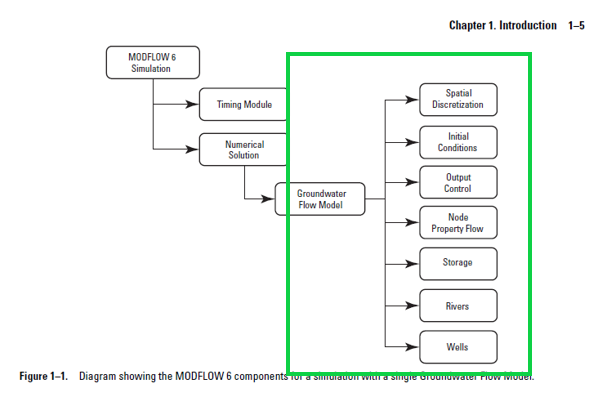 Chapter 1. Introduction 1–5
MODFLOW 6
Simulation
Timing Module
Numerical
Solution
Groundwater
Flow Model
Spatial
Discretization
Initial
Conditions
Output
Control
Node
Property Flow
Storage
Rivers
Wells
Figure 1–1. Diagram showing the MODFLOW 6 components for a simulation with a single Groundwater Flow Model.